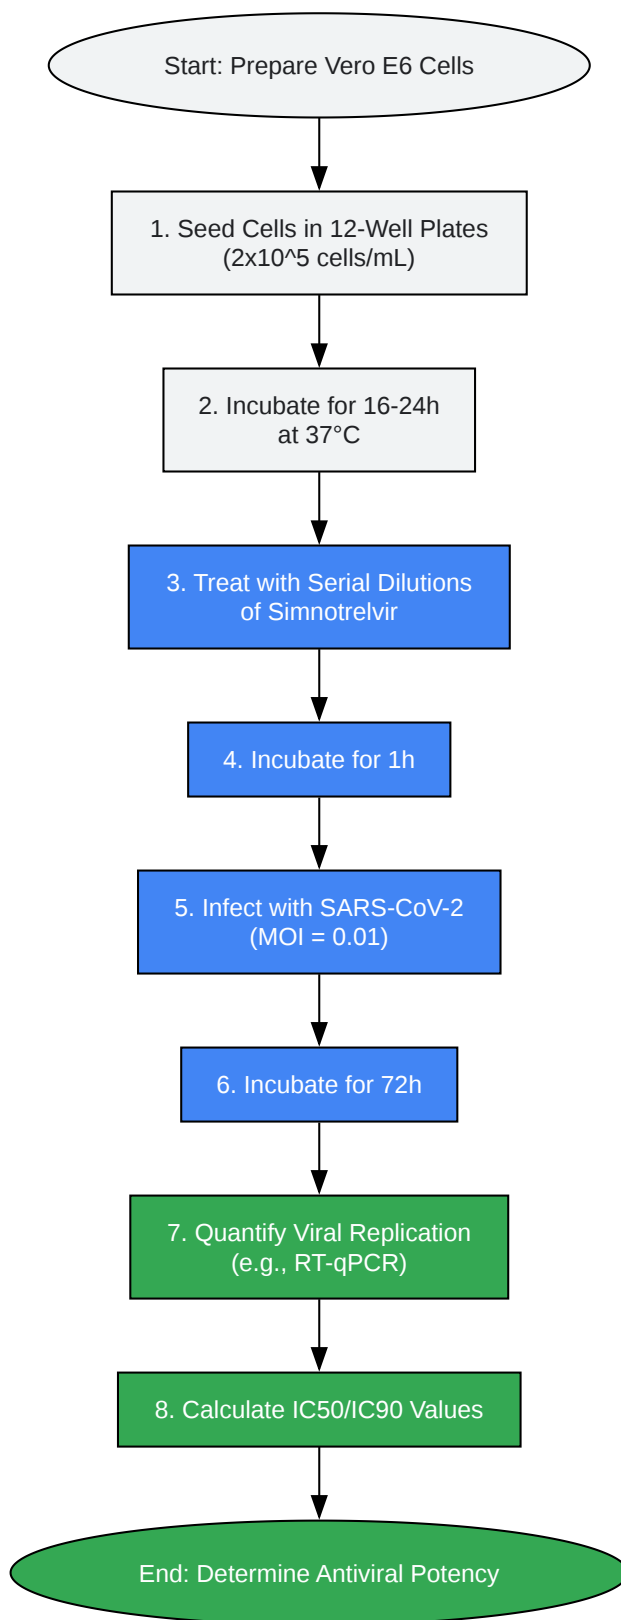 Start: Prepare Vero E6 Cells
1. Seed Cells in 12-Well Plates
(2x10^5 cells/mL)
2. Incubate for 16-24h
at 37°C
3. Treat with Serial Dilutions
of Simnotrelvir
4. Incubate for 1h
5. Infect with SARS-CoV-2
(MOI = 0.01)
6. Incubate for 72h
7. Quantify Viral Replication
(e.g., RT-qPCR)
8. Calculate IC50/IC90 Values
End: Determine Antiviral Potency